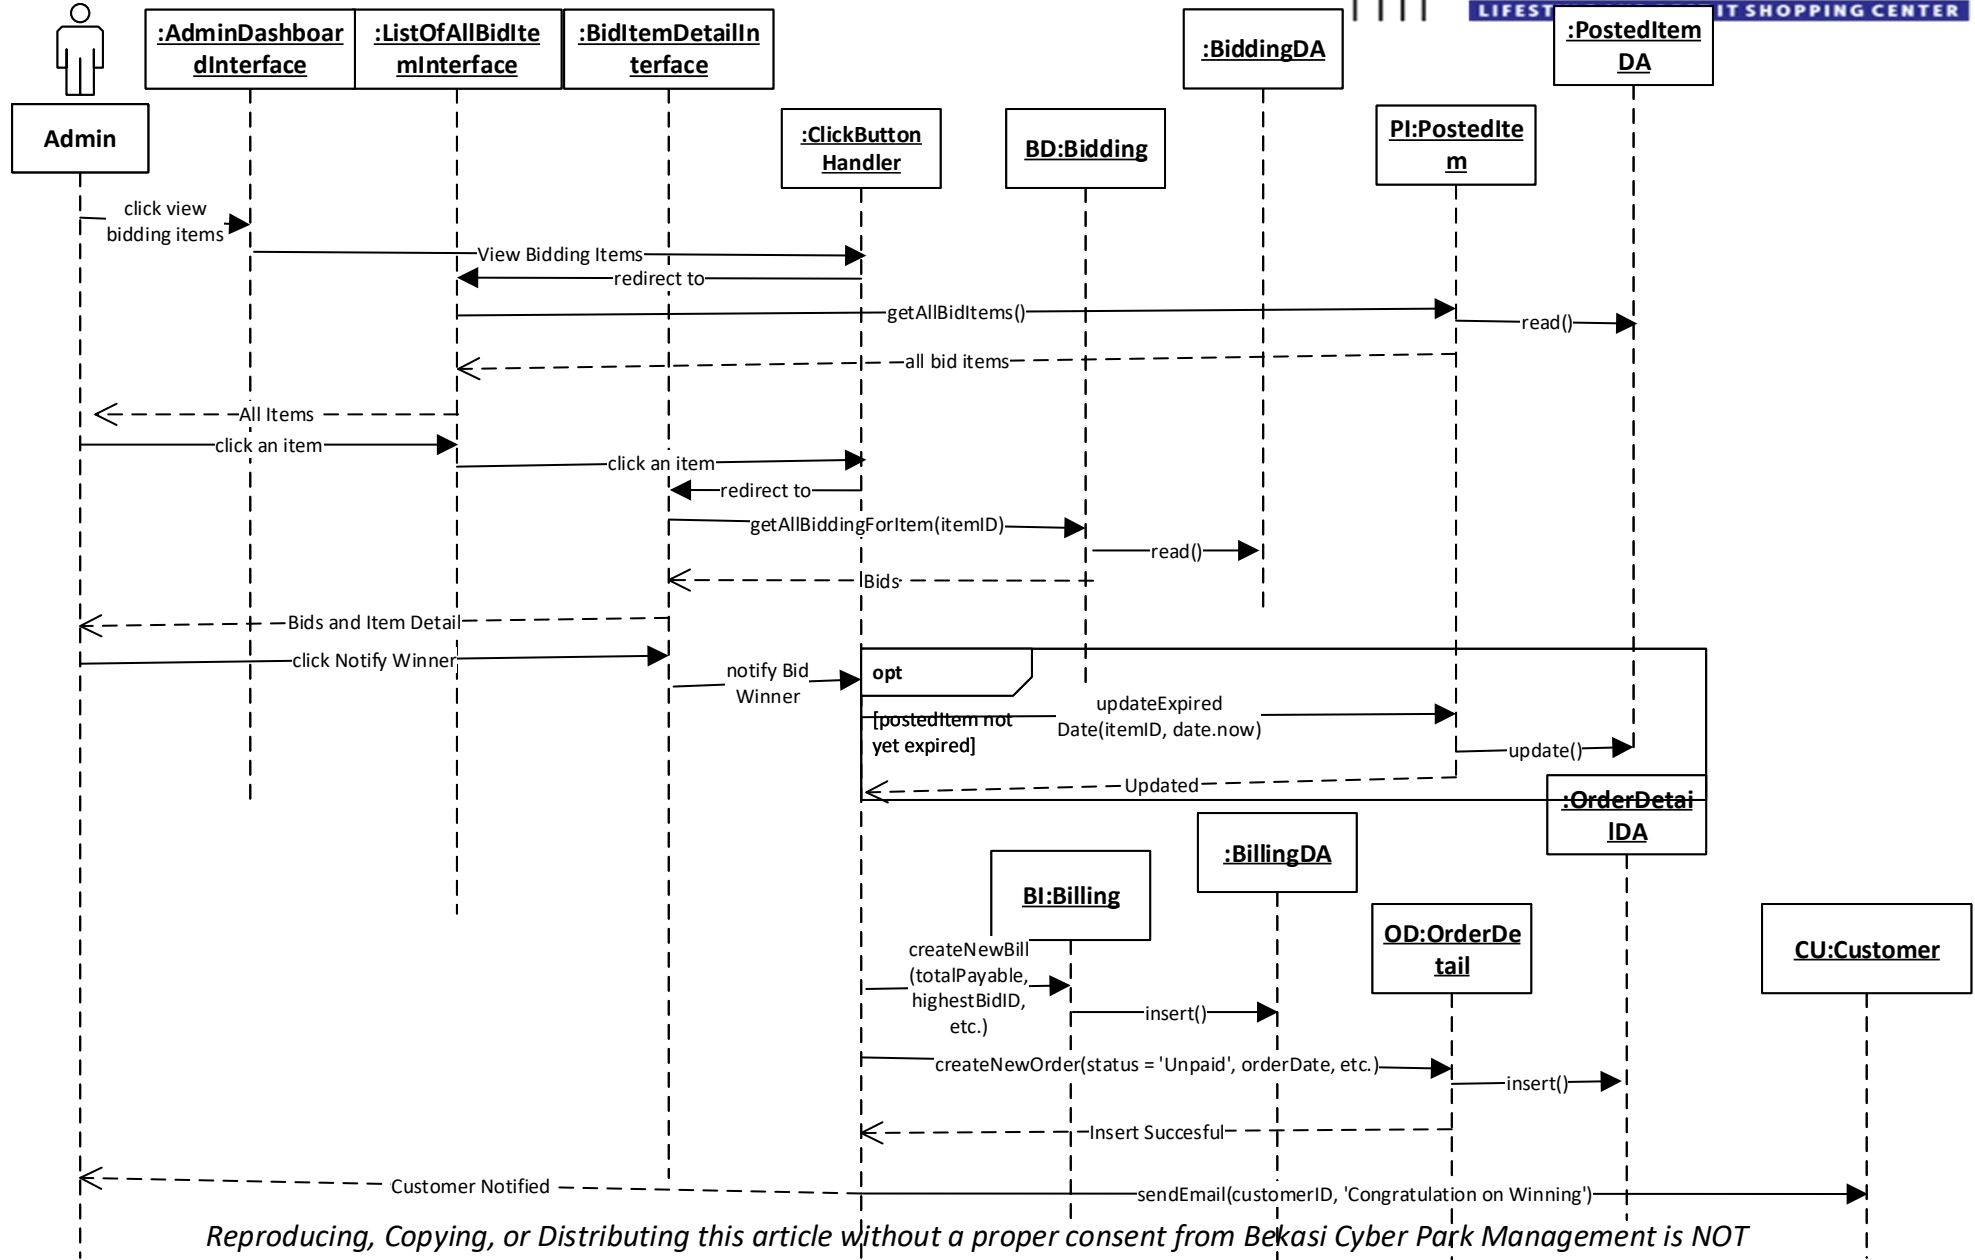 LIFEST
IT SHOPPING CENTER
:AdminDashboar
dInterface
:ListOfAllBidIte
mInterface
:BidItemDetailIn
terface
:BiddingDA
:PostedItem
DA
Admin
:ClickButton
Handler
BD:Bidding
PI:PostedIte
m
click view
bidding items
View Bidding Items
redirect to
getAllBidItems()
read()
all bid items
All Items
click an item
click an item
redirect to
getAllBiddingForItem(itemID)
read()
Bids
Bids and Item Detail
click Notify Winner
notify Bid
Winner
opt
[postedItem not
yet expired]
updateExpired
Date(itemID, date.now)
update()
Updated
:OrderDetai
lDA
:BillingDA
BI:Billing
OD:OrderDe
tail
CU:Customer
createNewBill
(totalPayable,
highestBidID,
etc.)
insert()
createNewOrder(status = 'Unpaid', orderDate, etc.)
insert()
Insert Succesful
Customer Notified
sendEmail(customerID, 'Congratulation on Winning')
Reproducing, Copying, or Distributing this article without a proper consent from Bekasi Cyber Park Management is NOT